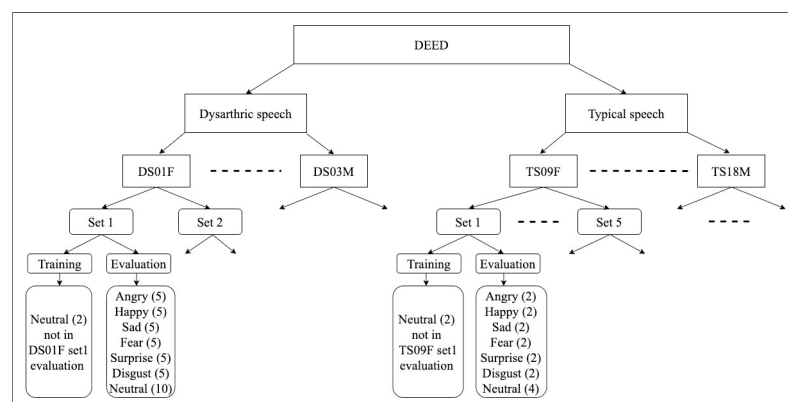 DEED
Dysarthric speech
Typical speech
DS01F
DS03M
TS09F
TS18M
Set 1
Set 2
Set 1
Set 5
Training
Evaluation
Training
Evaluation
Neutral (2)
not in
DS01F set1
evaluation
Angry (5)
Happy (5)
Sad (5)
Fear (5)
Surprise (5)
Disgust (5)
Neutral (10)
Neutral (2)
not in
TS09F set1
evaluation
Angry (2)
Happy (2)
Sad (2)
Fear (2)
Surprise (2)
Disgust (2)
Neutral (4)